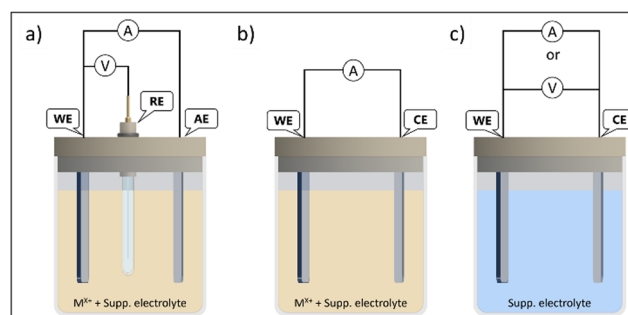 a)
A
V
RE
WE
AE
Mˣ⁺ + Supp. electrolyte
b)
A
WE
CE
Mˣ⁺ + Supp. electrolyte
c)
A
or
V
WE
CE
Supp. electrolyte